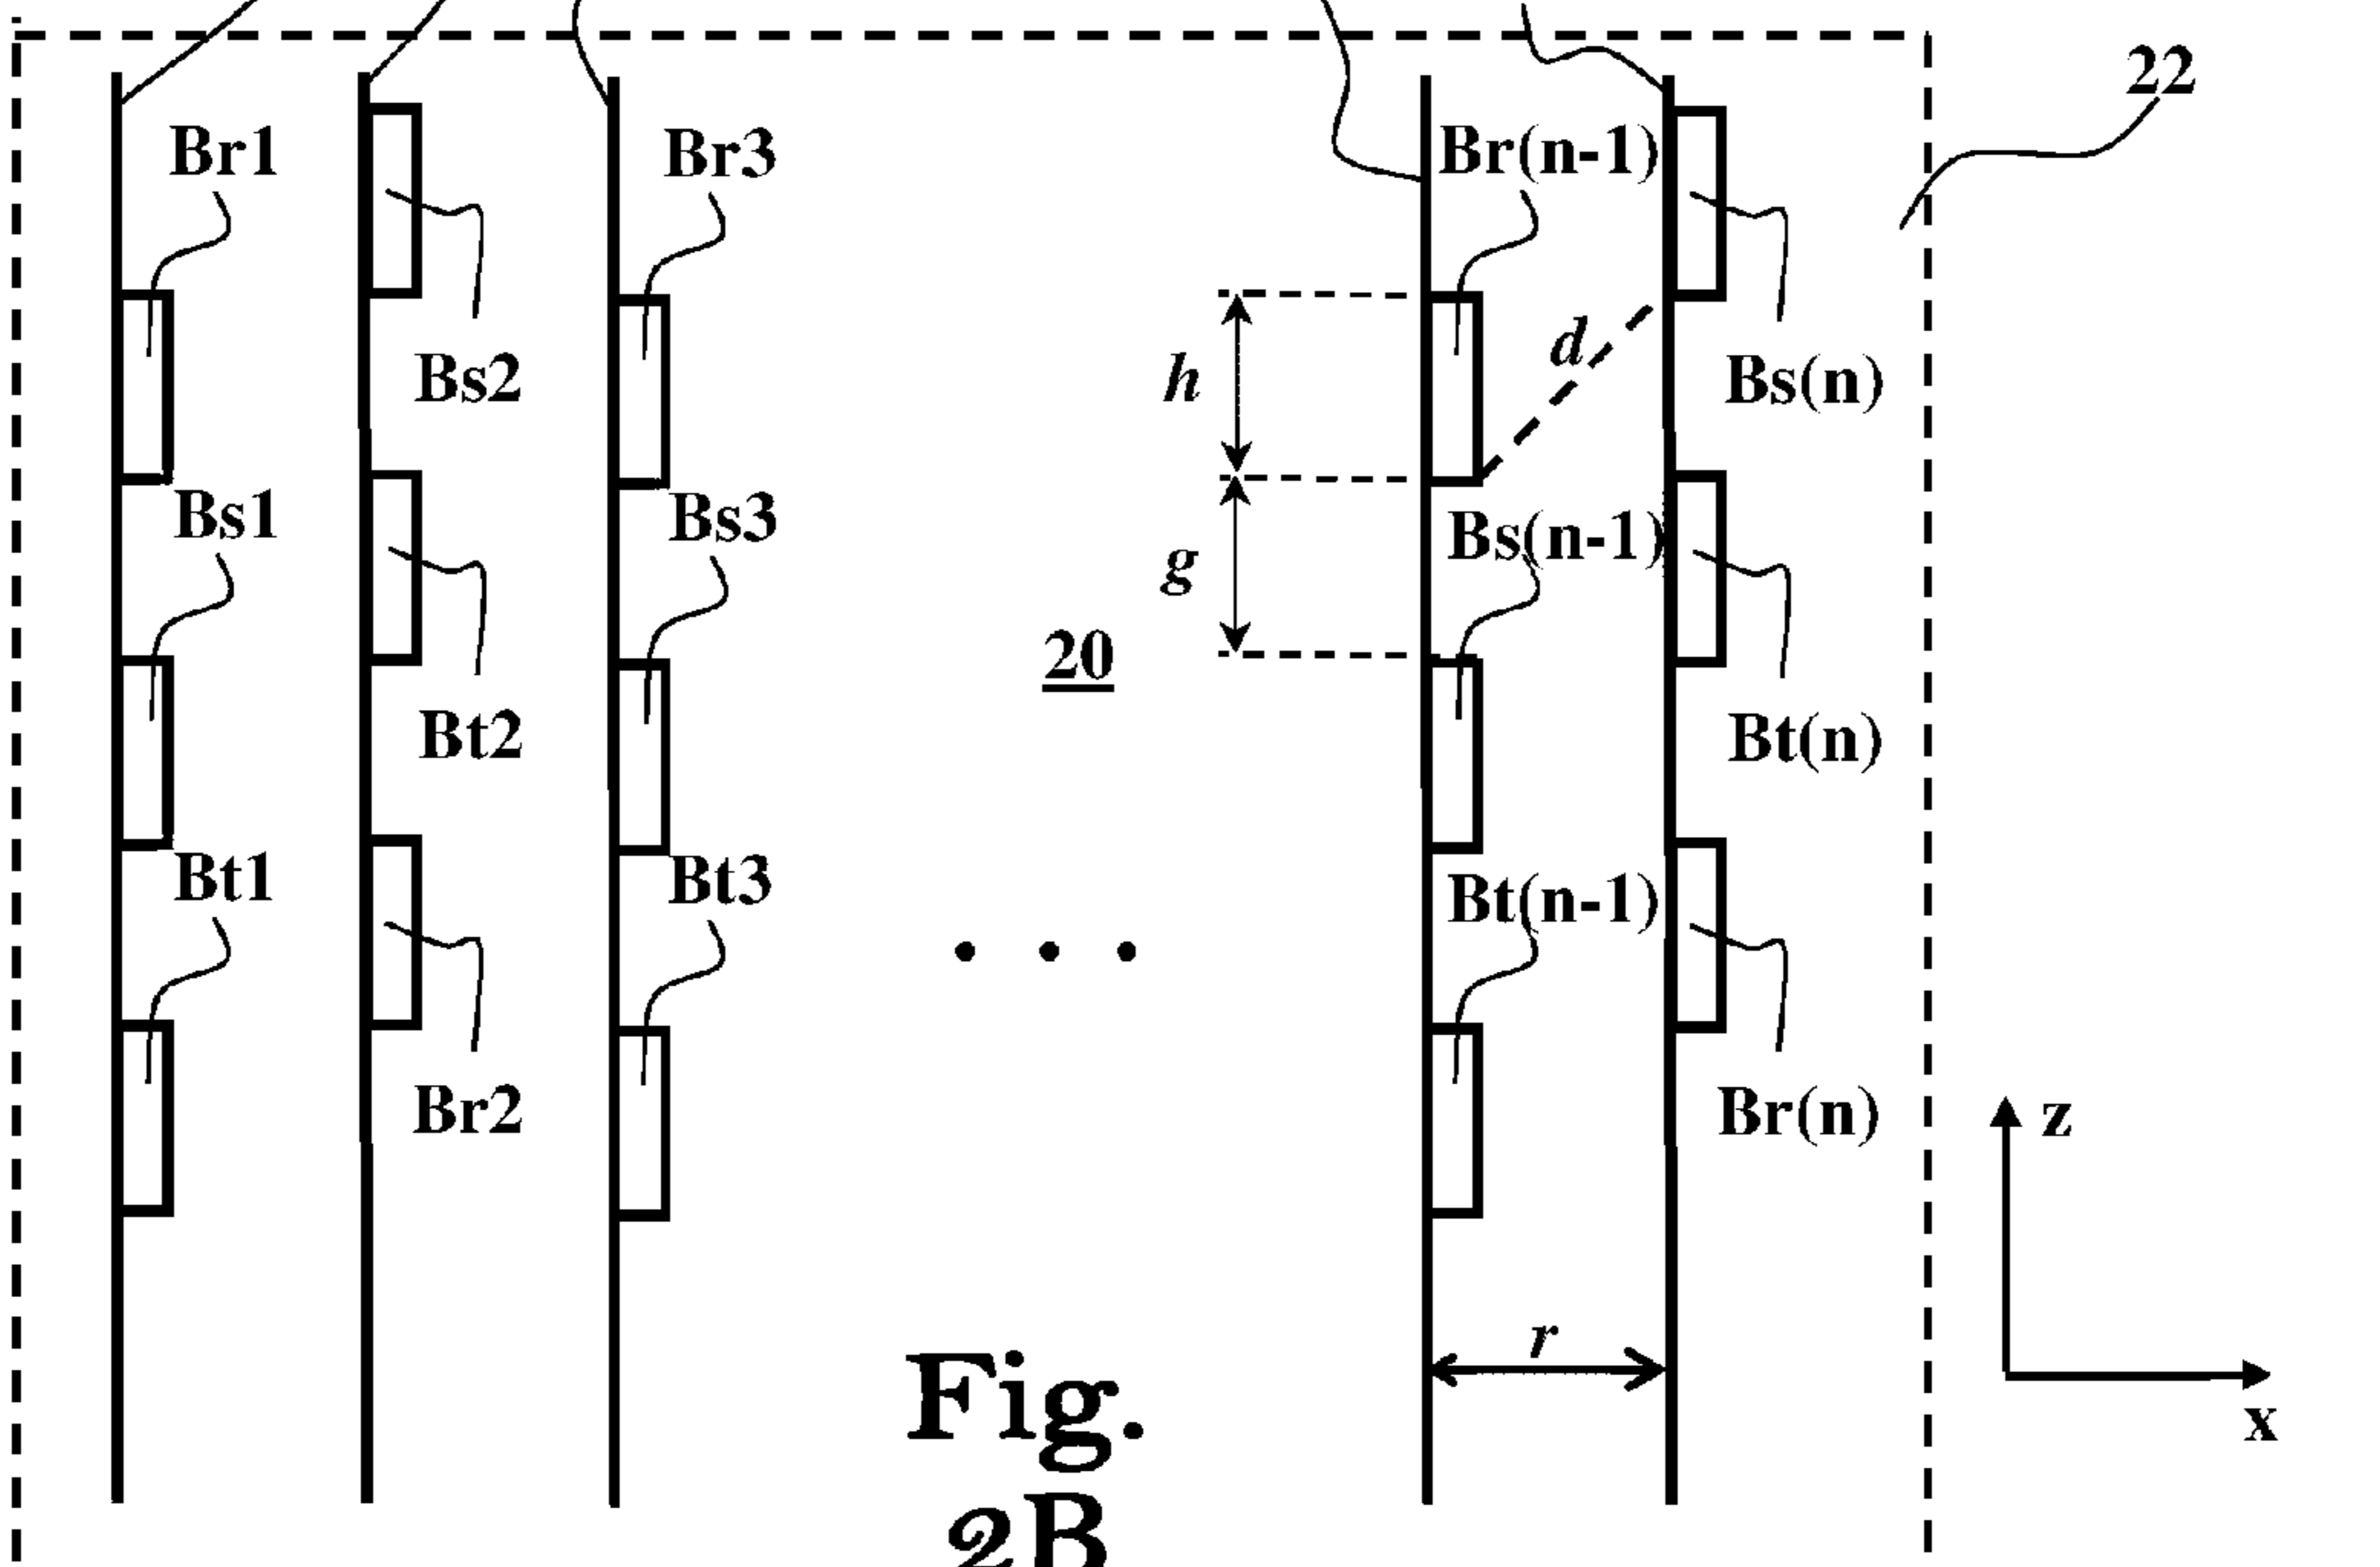 22
Br1
Br3
Br(n-1)
Bs2
h
d
Bs(n)
Bs1
Bs3
Bs(n-1)
g
20
Bt2
Bt(n)
Bt1
Bt3
Bt(n-1)
Br2
Br(n)
z
r
x
Fig.
2B